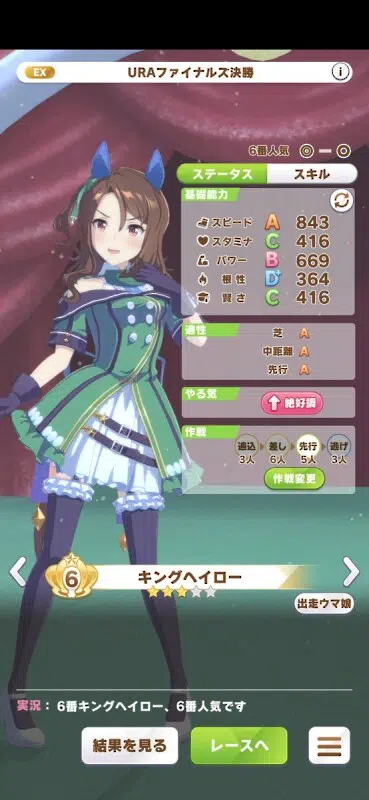 EX
URAファイナルズ決勝
i
6番人気 ◎ ー ○
ステータス スキル
基礎能力
スピード A 843
スタミナ C 416
パワー B 669
根性 D+ 364
賢さ C 416
適性
芝 A
中距離 A
先行 A
やる気
絶好調
作戦
追込 差し 先行 逃げ
3人 6人 5人 3人
作戦変更
6 キングヘイロー
出走ウマ娘
実況： 6番キングヘイロー、6番人気です
結果を見る レースへ